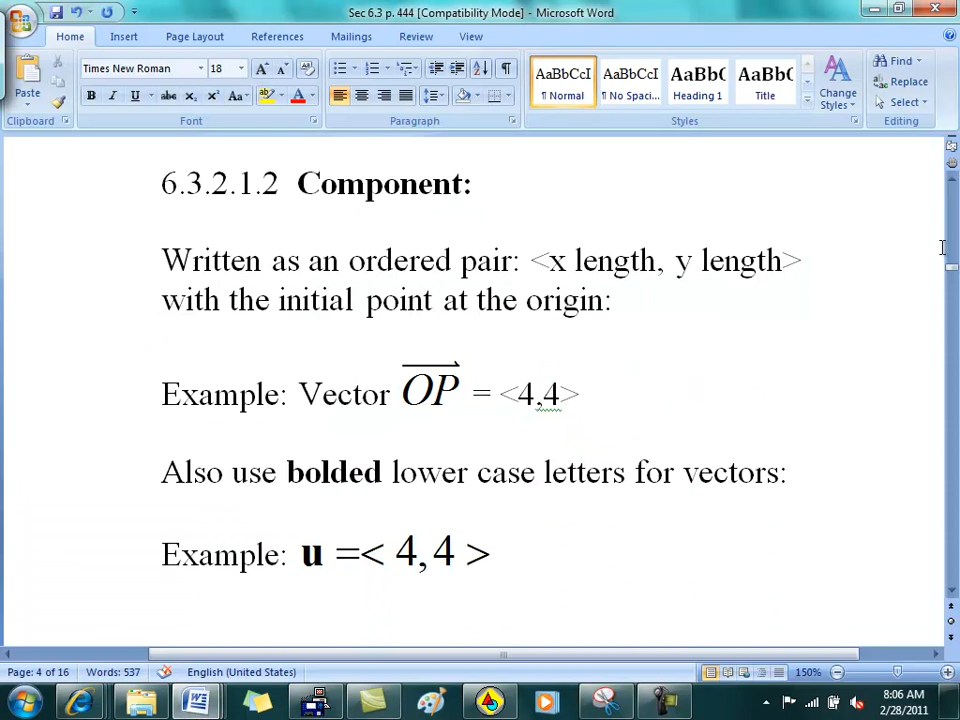 Sec 6.3 p. 444 [Compatibility Mode] - Microsoft Word
Home Insert Page Layout References Mailings Review View
Times New Roman 18
AaBbCcI AaBbCcI AaBbC AaBbC
¶ Normal ¶ No Spaci... Heading 1 Title
Paste
Change Styles
Find
Replace
Select
Clipboard Font Paragraph Styles Editing
6.3.2.1.2 Component:
Written as an ordered pair: <x length, y length>
with the initial point at the origin:
Example: Vector OP = <4,4>
Also use bolded lower case letters for vectors:
Example: u =< 4,4 >
Page: 4 of 16 Words: 537 English (United States) 150%
8:06 AM
2/28/2011